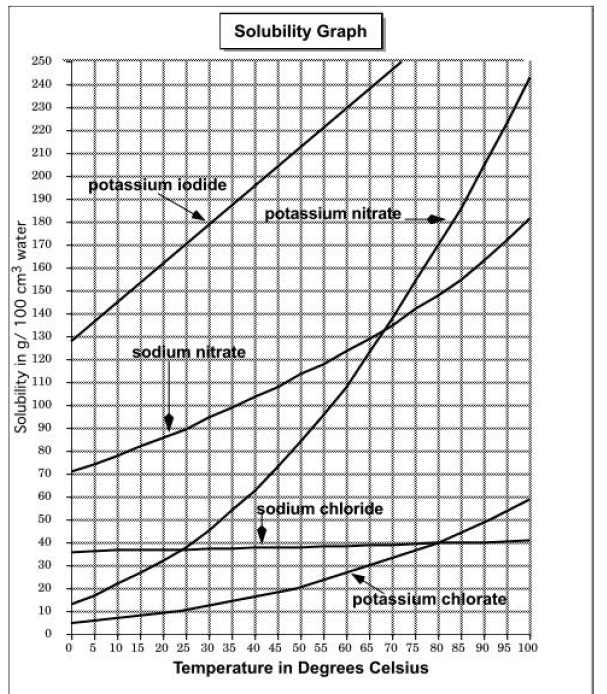 Solubility Graph
Solubility in g/ 100 cm³ water
250
240
230
220
210
200
190
180
170
160
150
140
130
120
110
100
90
80
70
60
50
40
30
20
10
0
potassium iodide
potassium nitrate
sodium nitrate
sodium chloride
potassium chlorate
0 5 10 15 20 25 30 35 40 45 50 55 60 65 70 75 80 85 90 95 100
Temperature in Degrees Celsius